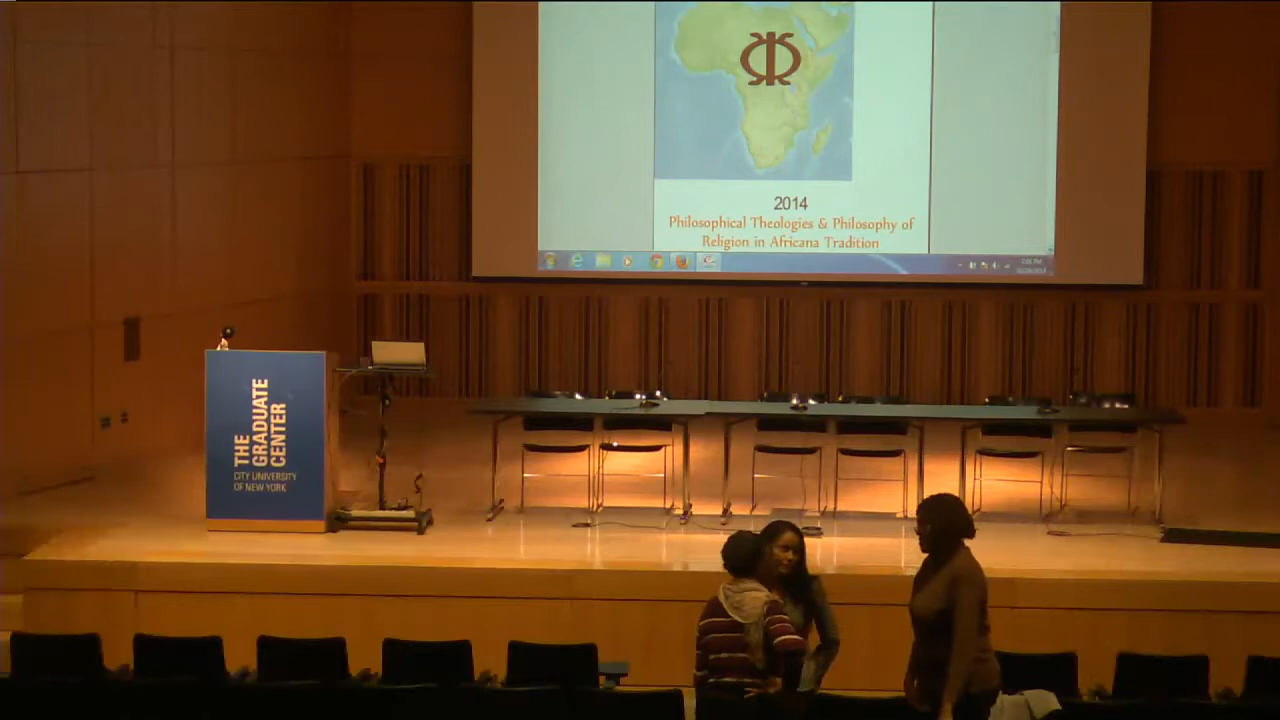 2014
Philosophical Theologies & Philosophy of
Religion in Africana Tradition
THE
GRADUATE
CENTER
CITY UNIVERSITY
OF NEW YORK